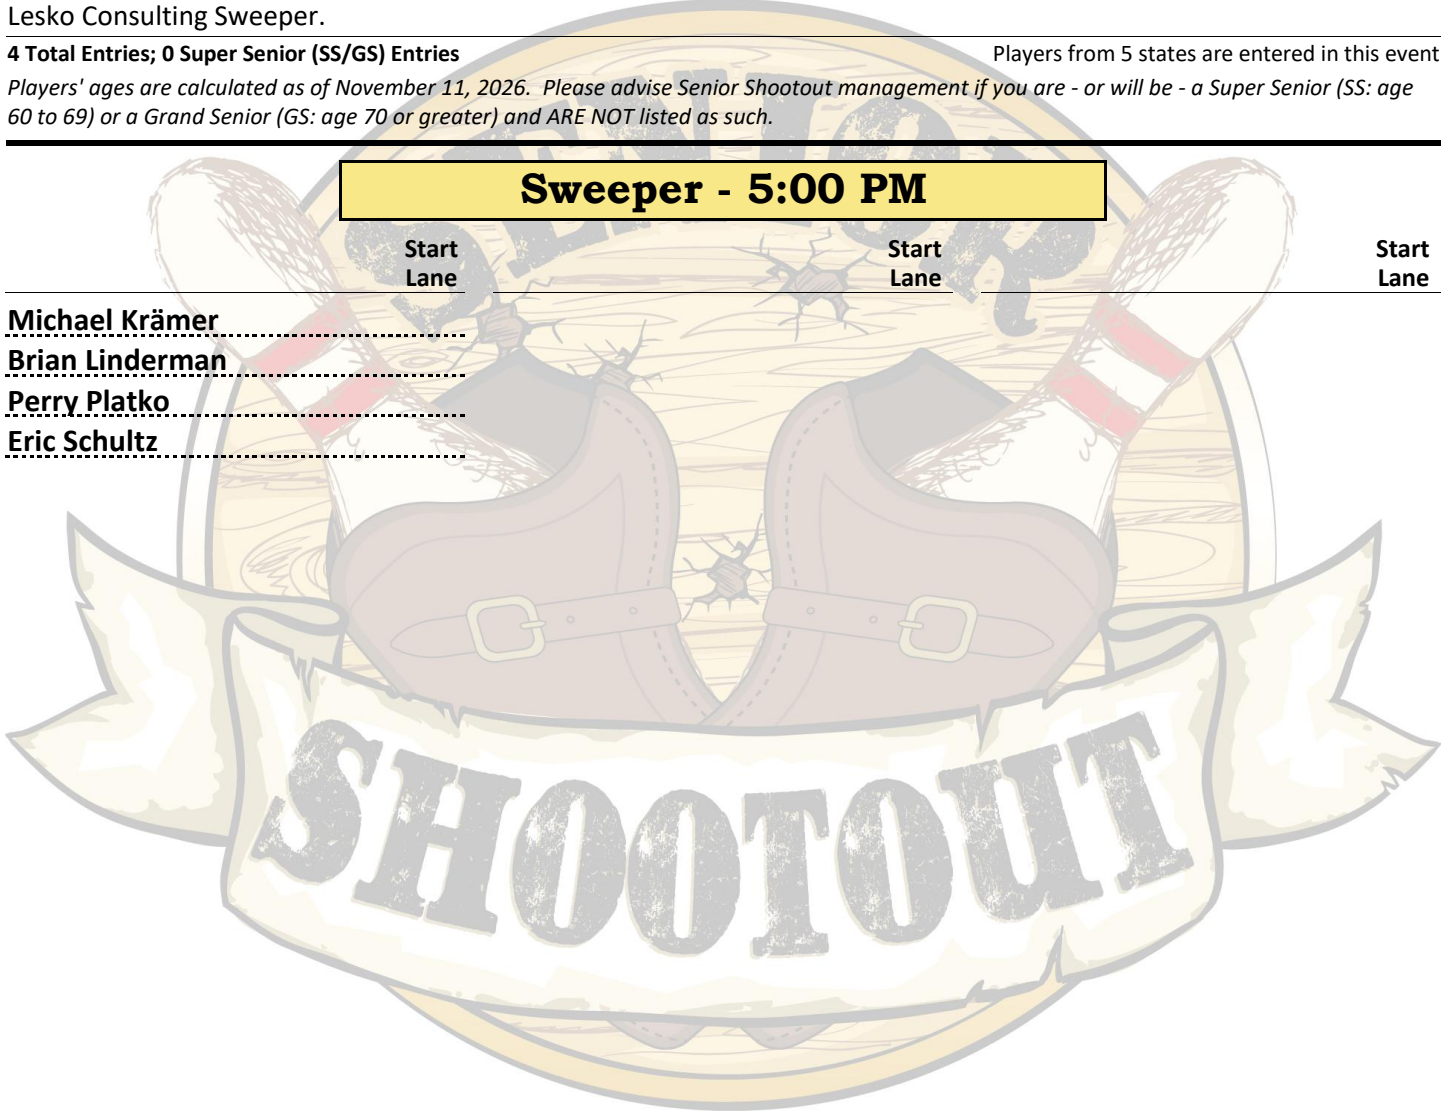 Lesko Consulting Sweeper.
4 Total Entries; 0 Super Senior (SS/GS) Entries
Players from 5 states are entered in this event
Players' ages are calculated as of November 11, 2026. Please advise Senior Shootout management if you are - or will be - a Super Senior (SS: age
60 to 69) or a Grand Senior (GS: age 70 or greater) and ARE NOT listed as such.
SENIOR
Sweeper - 5:00 PM
Start
Lane
Start
Lane
Start
Lane
Michael Krämer
Brian Linderman
Perry Platko
Eric Schultz
SHOOTOUT